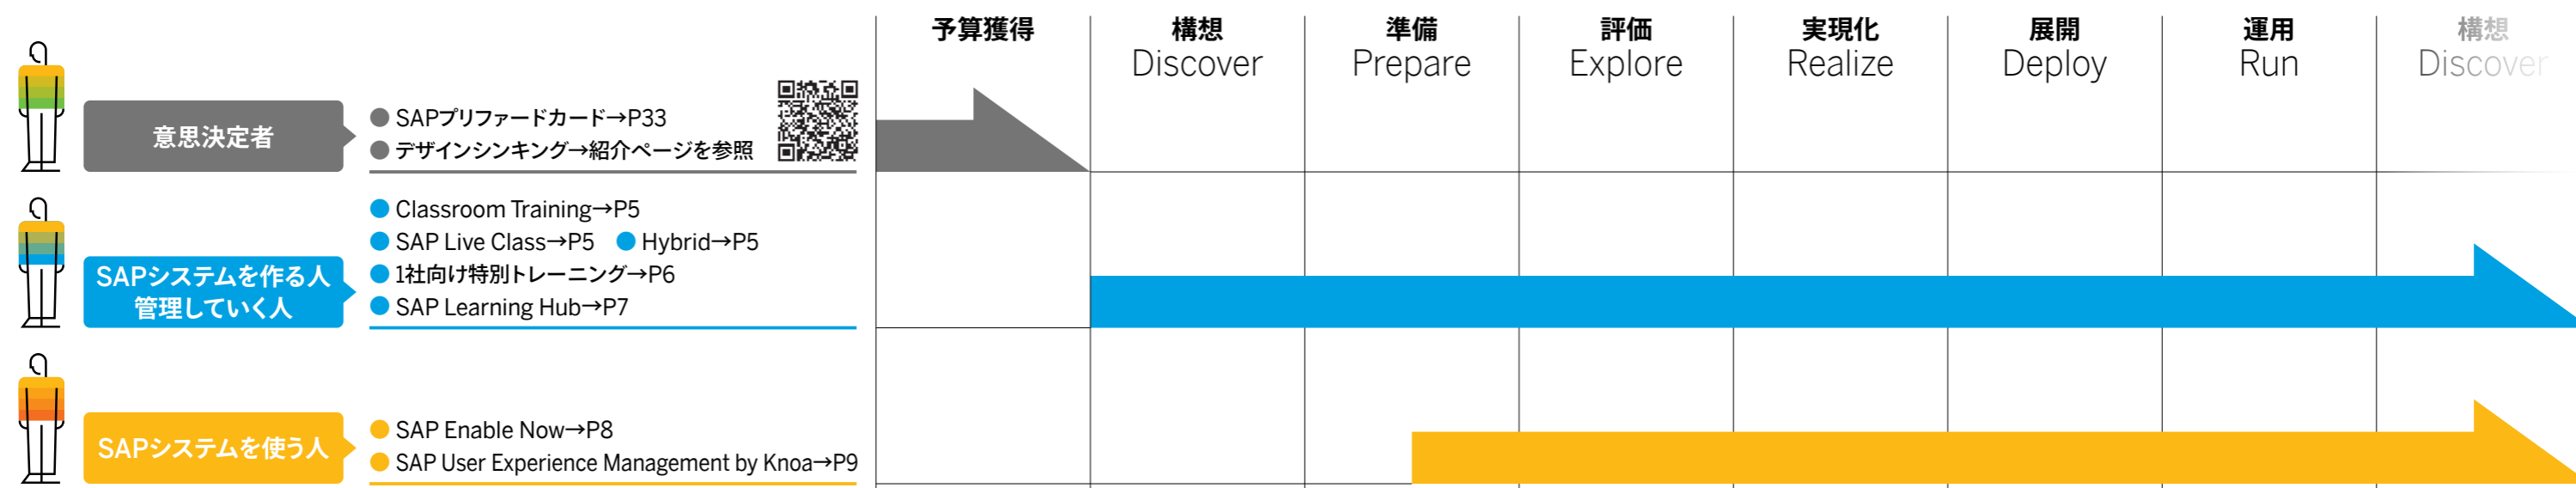 予算獲得
構想
Discover
準備
Prepare
評価
Explore
実現化
Realize
展開
Deploy
運用
Run
構想
Discover
意思決定者
● SAPプリファードカード→P33
● デザインシンキング→紹介ページを参照
SAPシステムを作る人
管理していく人
● Classroom Training→P5
● SAP Live Class→P5 ● Hybrid→P5
● 1社向け特別トレーニング→P6
● SAP Learning Hub→P7
SAPシステムを使う人
● SAP Enable Now→P8
● SAP User Experience Management by Knoa→P9